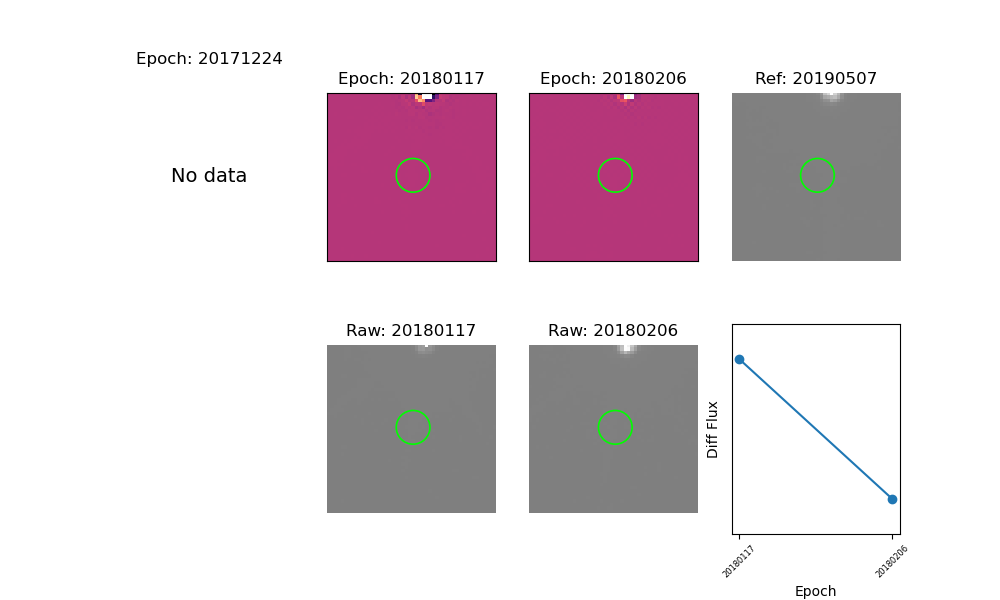 Epoch: 20171224
Epoch: 20180117
Epoch: 20180206
Ref: 20190507
No data
Raw: 20180117
Raw: 20180206
Diff Flux
20180117
20180206
Epoch